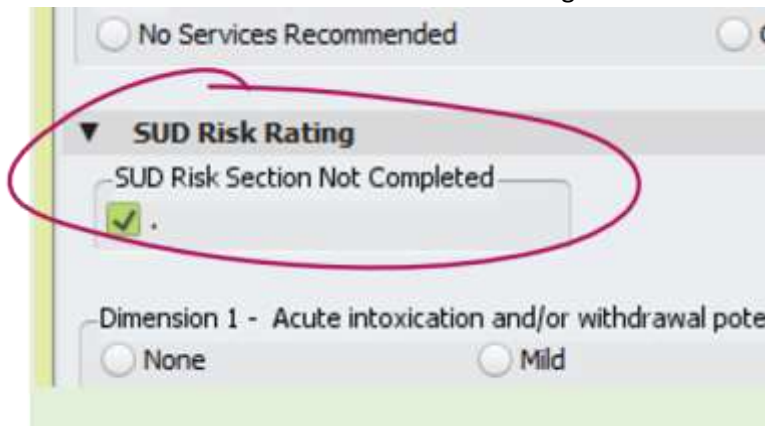 No Services Recommended
SUD Risk Rating
SUD Risk Section Not Completed
.
Dimension 1 - Acute intoxication and/or withdrawal pote
None Mild